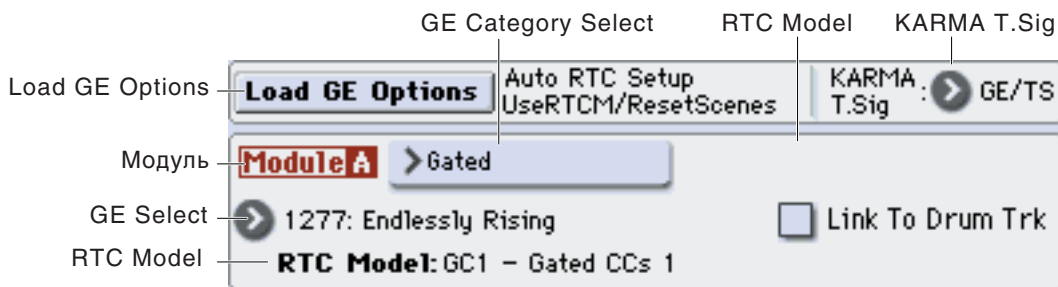 GE Category Select RTC Model KARMA T.Sig
Load GE Options Load GE Options Auto RTC Setup KARMA T.Sig : GE/TS
UseRTCM/ResetScenes
Модуль Module A Gated
GE Select 1277: Endlessly Rising Link To Drum Trk
RTC Model RTC Model: GC1 – Gated CCs 1